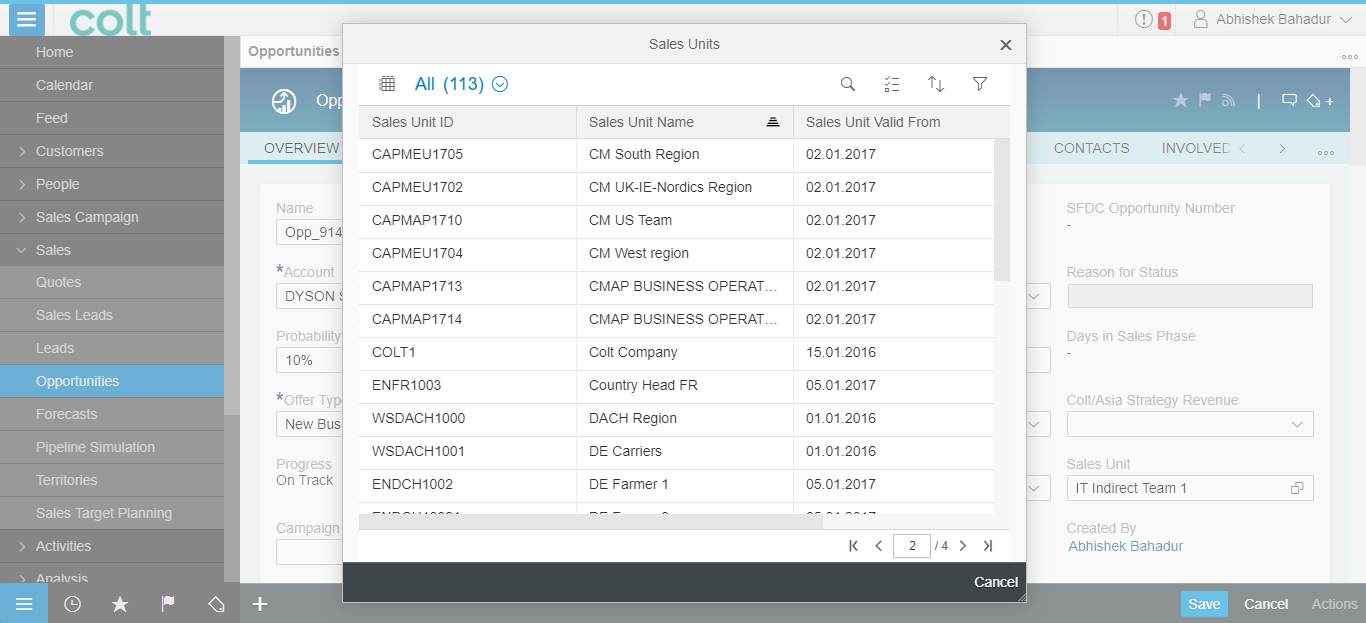 colt
1
Abhishek Bahadur
Home
Calendar
Feed
Customers
People
Sales Campaign
Sales
Quotes
Sales Leads
Leads
Opportunities
Forecasts
Pipeline Simulation
Territories
Sales Target Planning
Activities
Analysis
Opportunities
Opp
OVERVIEW
CONTACTS
INVOLVED
Name
Opp_914
*Account
DYSON S
Probability
10%
*Offer Typ
New Bus
Progress
On Track
Campaign
Sales Units
All (113)
Sales Unit ID Sales Unit Name Sales Unit Valid From
CAPMEU1705 CM South Region 02.01.2017
CAPMEU1702 CM UK-IE-Nordics Region 02.01.2017
CAPMAP1710 CM US Team 02.01.2017
CAPMEU1704 CM West region 02.01.2017
CAPMAP1713 CMAP BUSINESS OPERAT... 02.01.2017
CAPMAP1714 CMAP BUSINESS OPERAT... 02.01.2017
COLT1 Colt Company 15.01.2016
ENFR1003 Country Head FR 05.01.2017
WSDACH1000 DACH Region 01.01.2016
WSDACH1001 DE Carriers 01.01.2016
ENDCH1002 DE Farmer 1 05.01.2017
2 / 4
Cancel
SFDC Opportunity Number
-
Reason for Status
Days in Sales Phase
-
Colt/Asia Strategy Revenue
Sales Unit
IT Indirect Team 1
Created By
Abhishek Bahadur
Save Cancel Actions